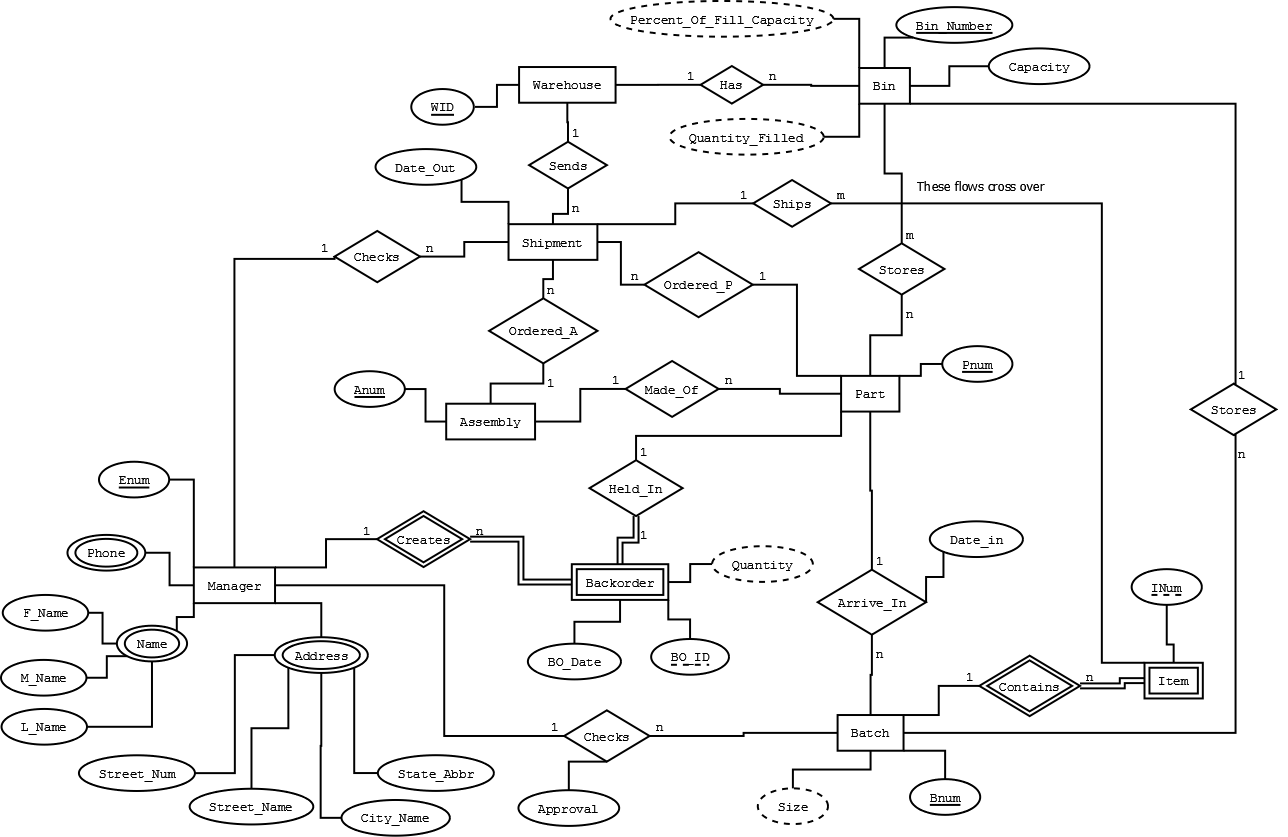 Percent_Of_Fill_Capacity
Bin_Number
Capacity
Warehouse
1
Has
n
Bin
WID
Quantity_Filled
1
Date_Out
Sends
These flows cross over
n
1
Ships
m
Shipment
1
Checks
n
m
Stores
n
Ordered_P
1
n
Ordered_A
n
1
Pnum
1
Made_Of
n
Part
1
Anum
Assembly
Stores
1
n
Enum
Held_In
1
n
Creates
1
Phone
Manager
Backorder
Quantity
Date_in
1
Arrive_In
INum
F_Name
Name
Address
BO_Date
BO_ID
n
M_Name
1
Contains
n
Item
L_Name
1
Checks
n
Batch
Street_Num
State_Abbr
Street_Name
City_Name
Approval
Size
Bnum